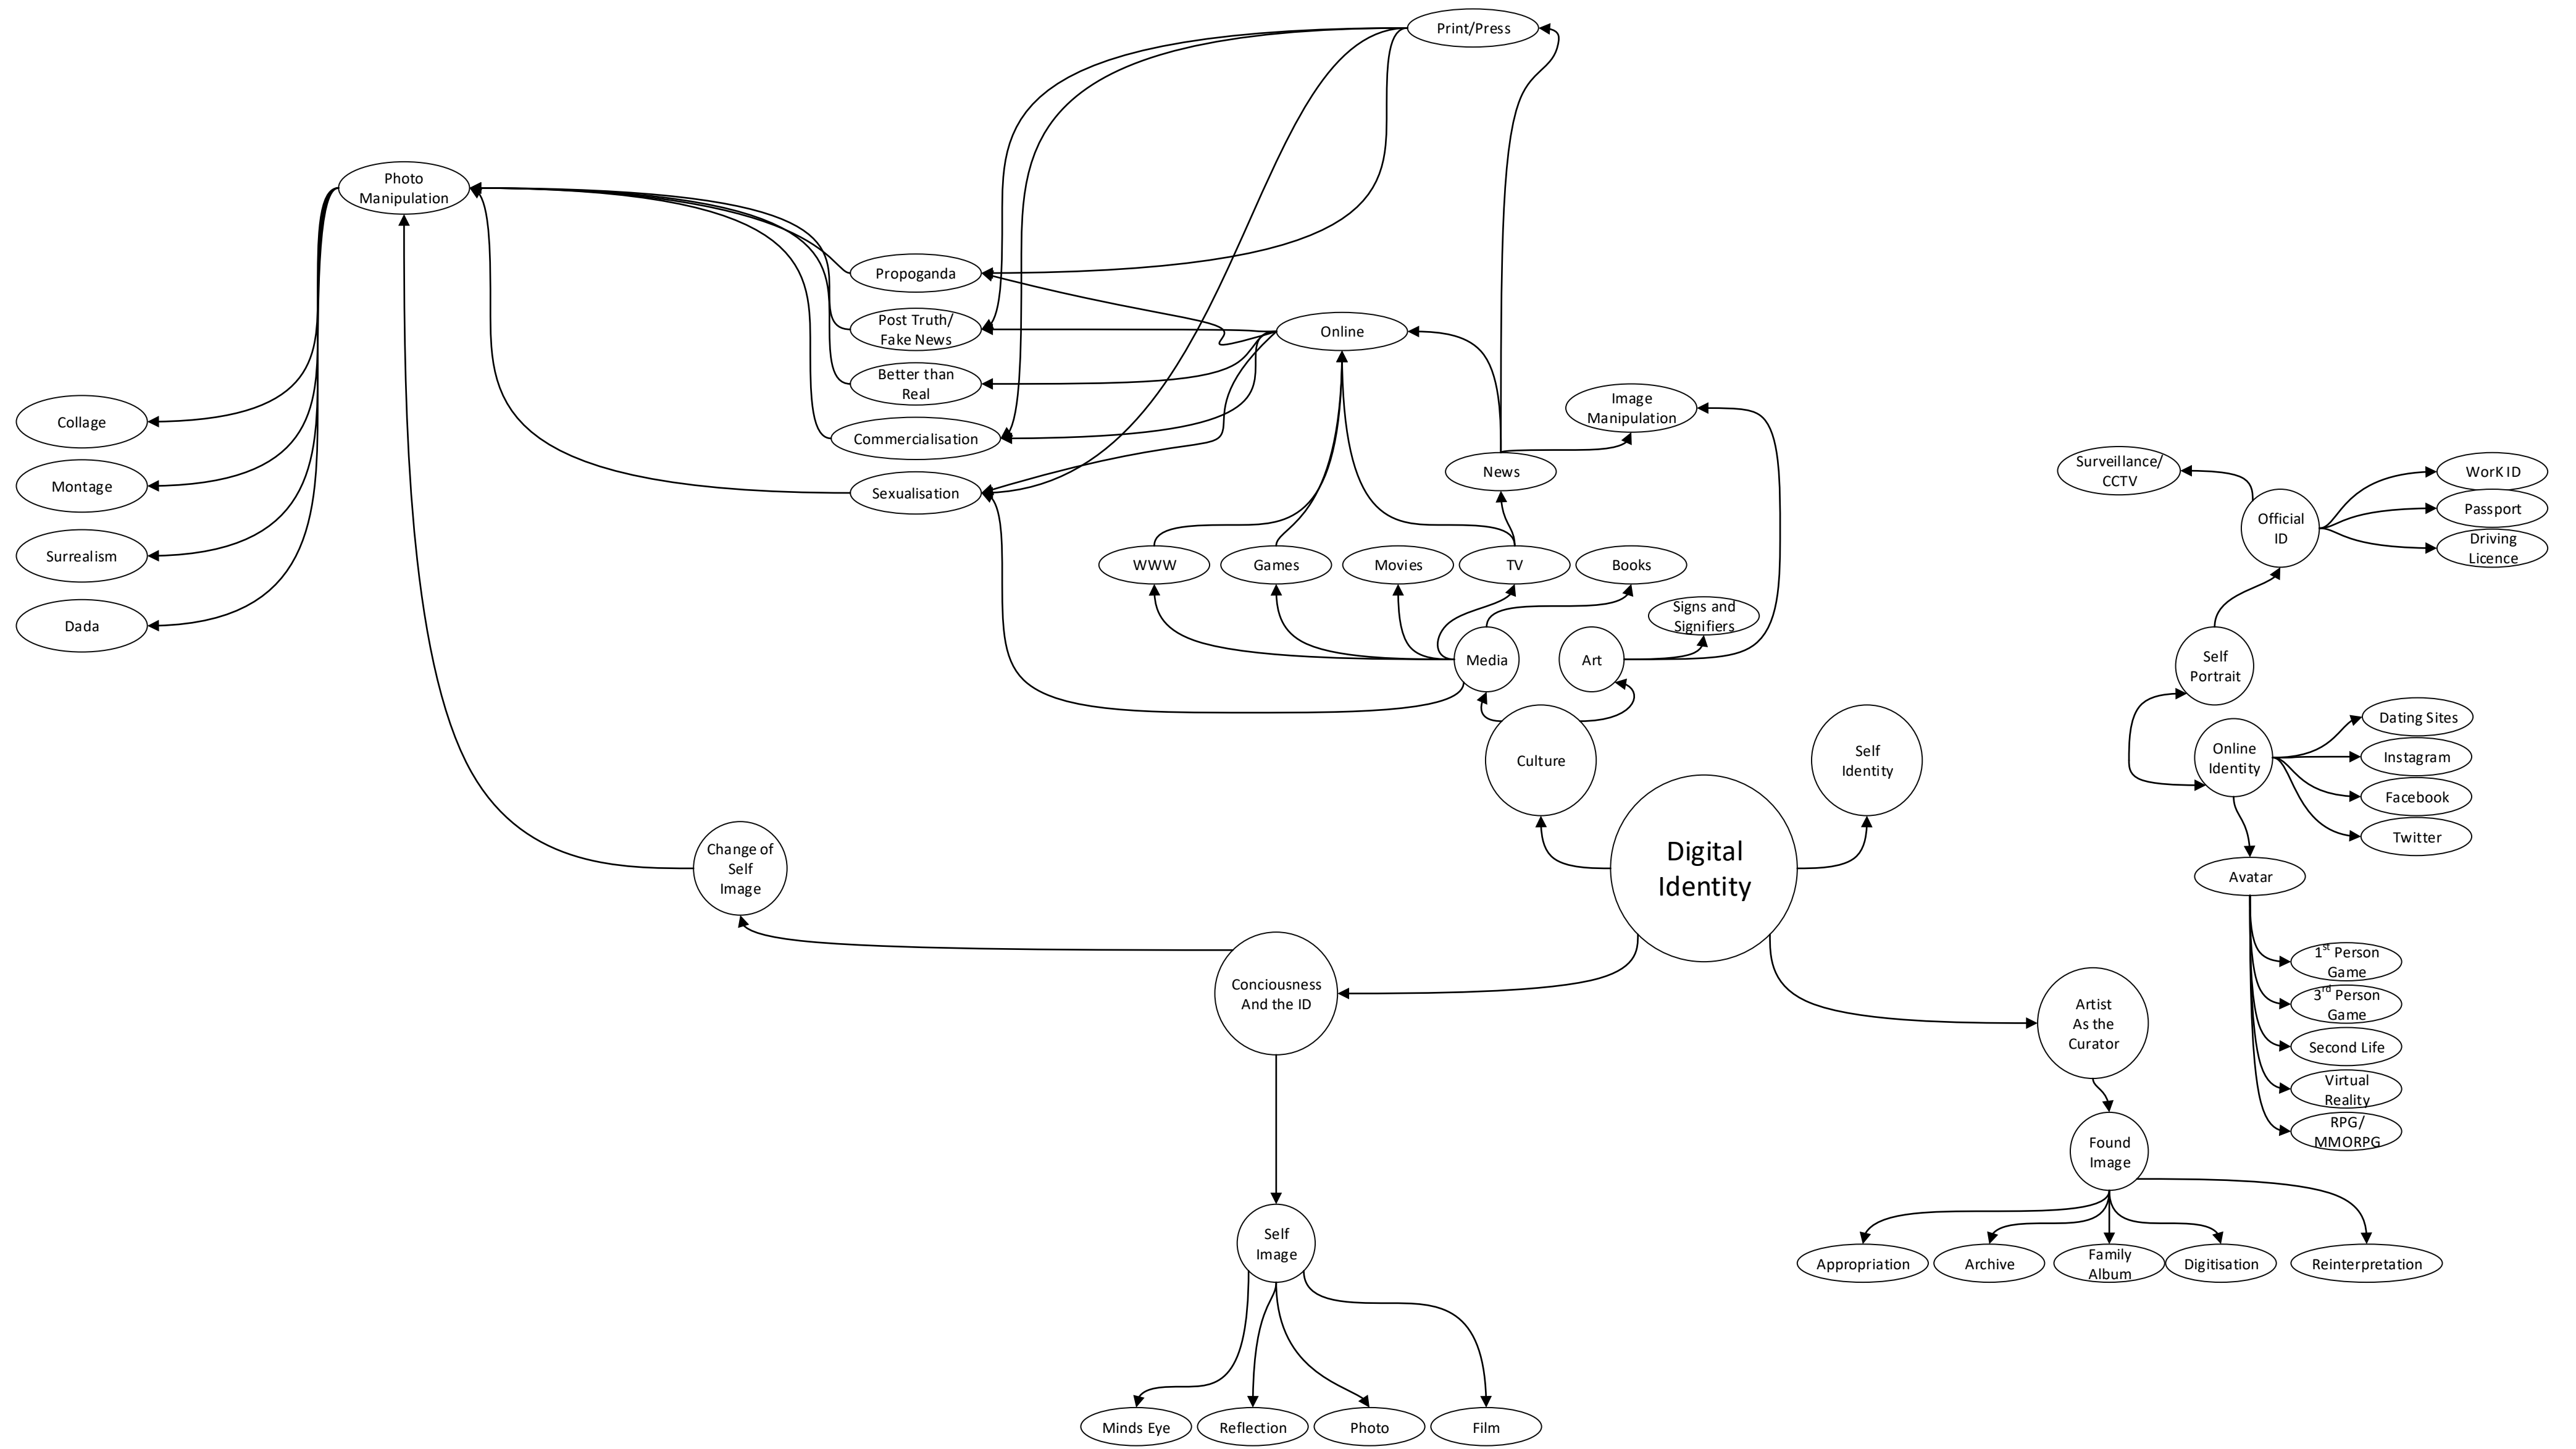 Print/Press
Photo
Manipulation
Propoganda
Post Truth/
Fake News
Online
Better than
Real
Image
Manipulation
Collage
Commercialisation
Montage
Sexualisation
News
Surveillance/
CCTV
WorK ID
Passport
Official
ID
Driving
Licence
Surrealism
WWW
Games
Movies
TV
Books
Dada
Signs and
Signifiers
Media
Art
Self
Portrait
Culture
Self
Identity
Online
Identity
Dating Sites
Instagram
Facebook
Twitter
Change of
Self
Image
Digital
Identity
Avatar
Conciousness
And the ID
Artist
As the
Curator
1st Person
Game
3rd Person
Game
Second Life
Virtual
Reality
RPG/
MMORPG
Found
Image
Self
Image
Appropriation
Archive
Family
Album
Digitisation
Reinterpretation
Minds Eye
Reflection
Photo
Film